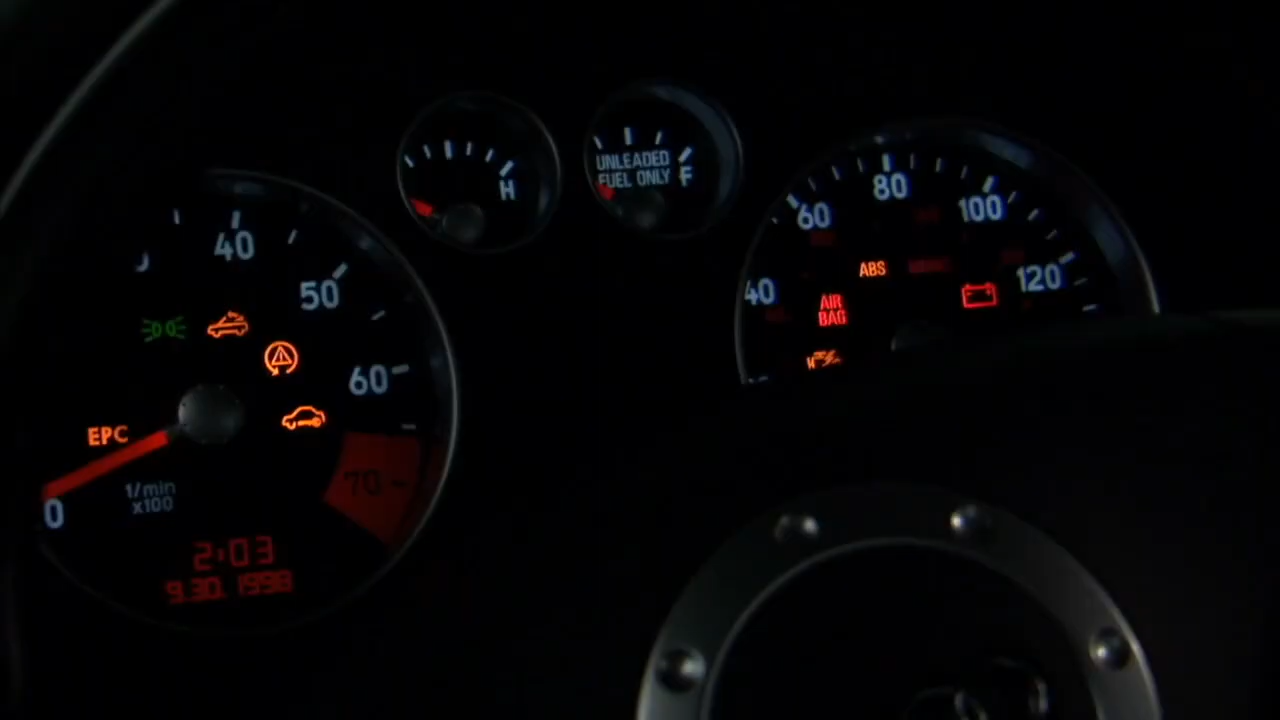 40
50
60
70
EPC
0
1/min
x100
2:03
9.30.1998
H
UNLEADED
FUEL ONLY
F
40
60
80
100
120
ABS
AIR
BAG